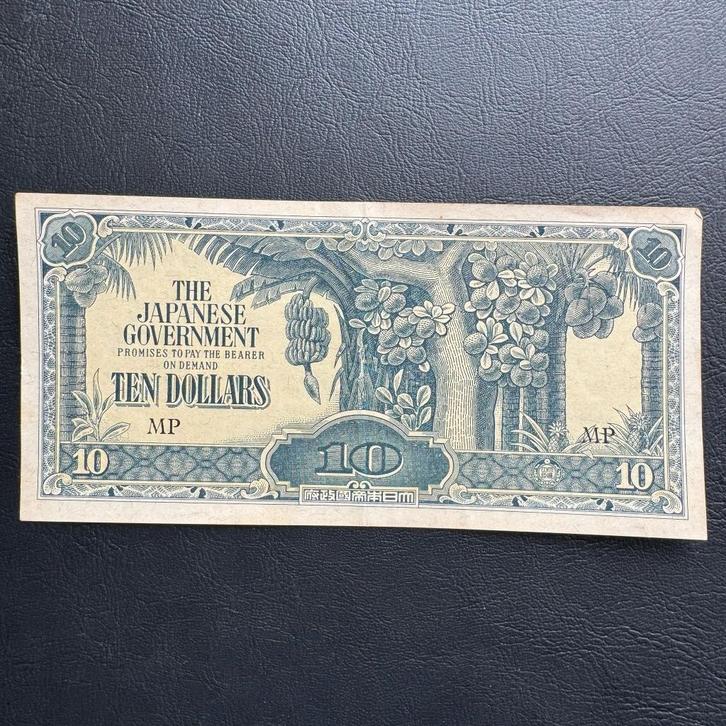 10
10
THE
JAPANESE
GOVERNMENT
PROMISES TO PAY THE BEARER
ON DEMAND
TEN DOLLARS
MP
MP
10
10
10
府政國帝本日大